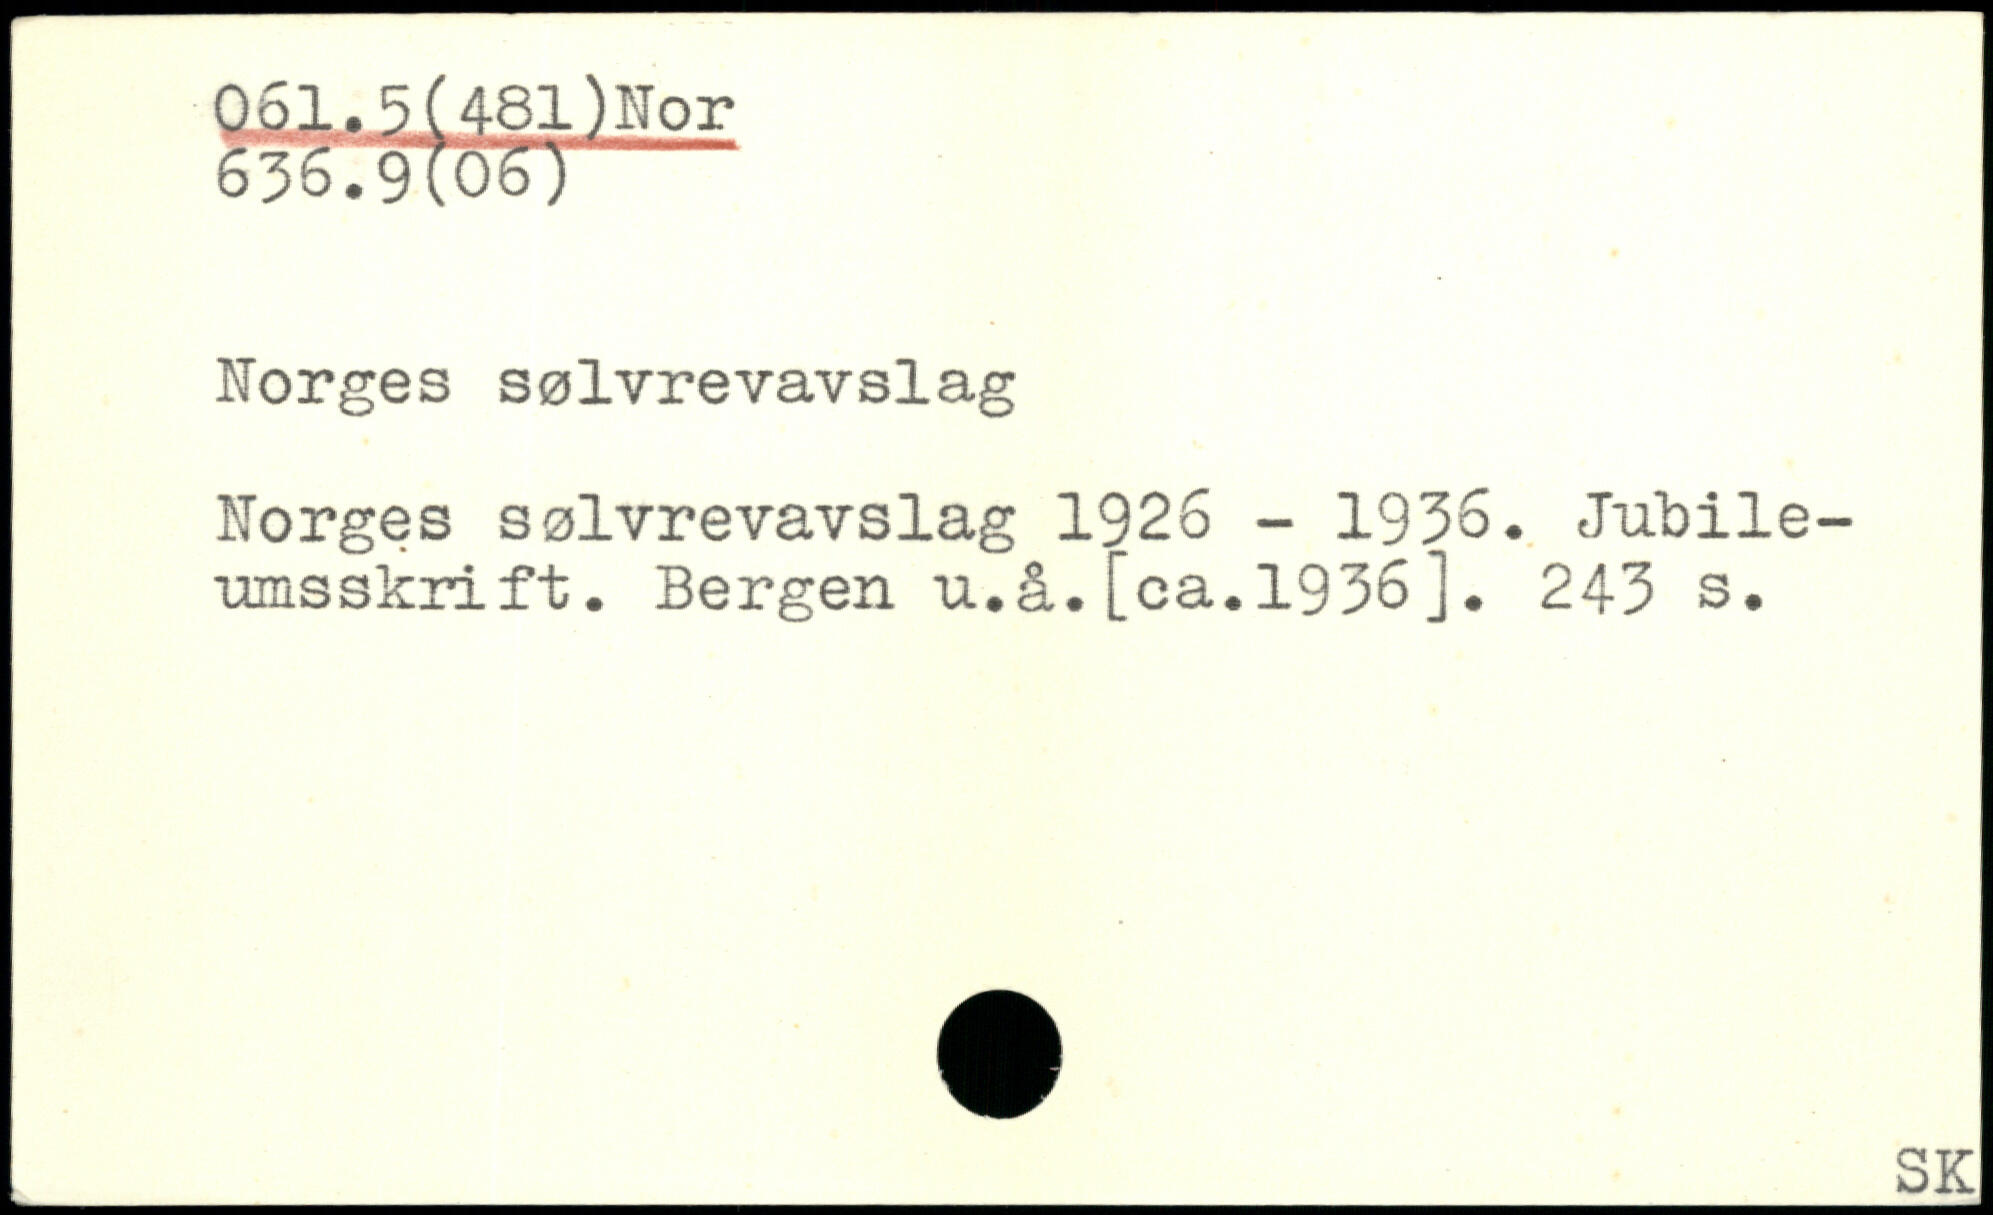 061.5(481)Nor
636.9(06)
Norges sølvrevavslag
Norges sølvrevavslag 1926 - 1936. Jubile-
umsskrift. Bergen u.å.[ca.1936]. 243 s.
SK